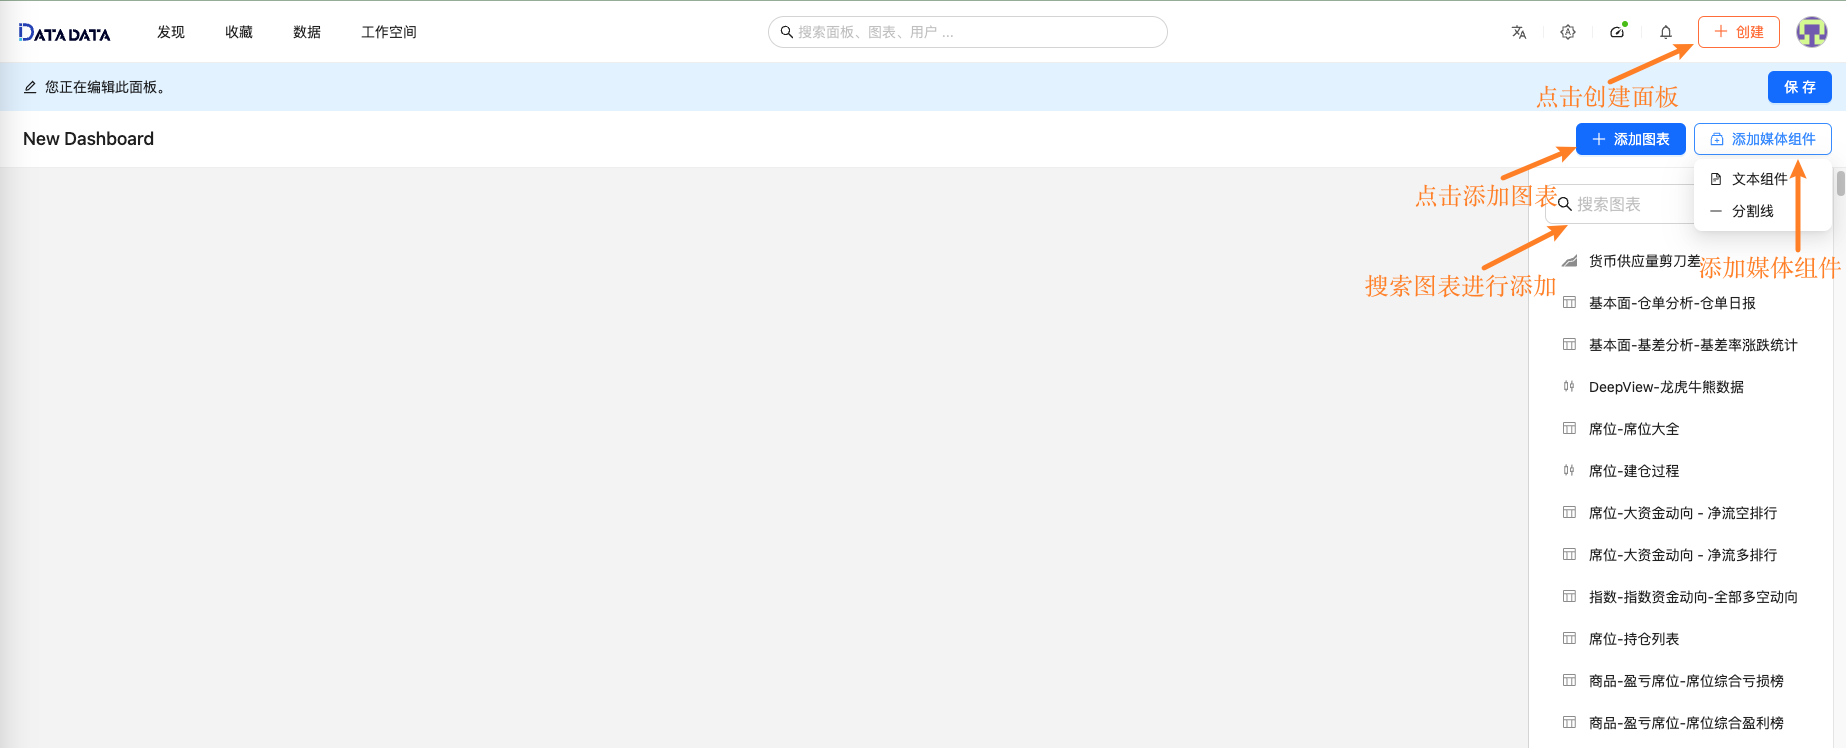 DATADATA 发现 收藏 数据 工作空间 搜索面板、图表、用户 ... 创建
您正在编辑此面板。 保 存
点击创建面板
New Dashboard 添加图表 添加媒体组件
文本组件
点击添加图表
搜索图表
分割线
货币供应量剪刀差
添加媒体组件
搜索图表进行添加
基本面-仓单分析-仓单日报
基本面-基差分析-基差率涨跌统计
DeepView-龙虎牛熊数据
席位-席位大全
席位-建仓过程
席位-大资金动向 - 净流空排行
席位-大资金动向 - 净流多排行
指数-指数资金动向-全部多空动向
席位-持仓列表
商品-盈亏席位-席位综合亏损榜
商品-盈亏席位-席位综合盈利榜